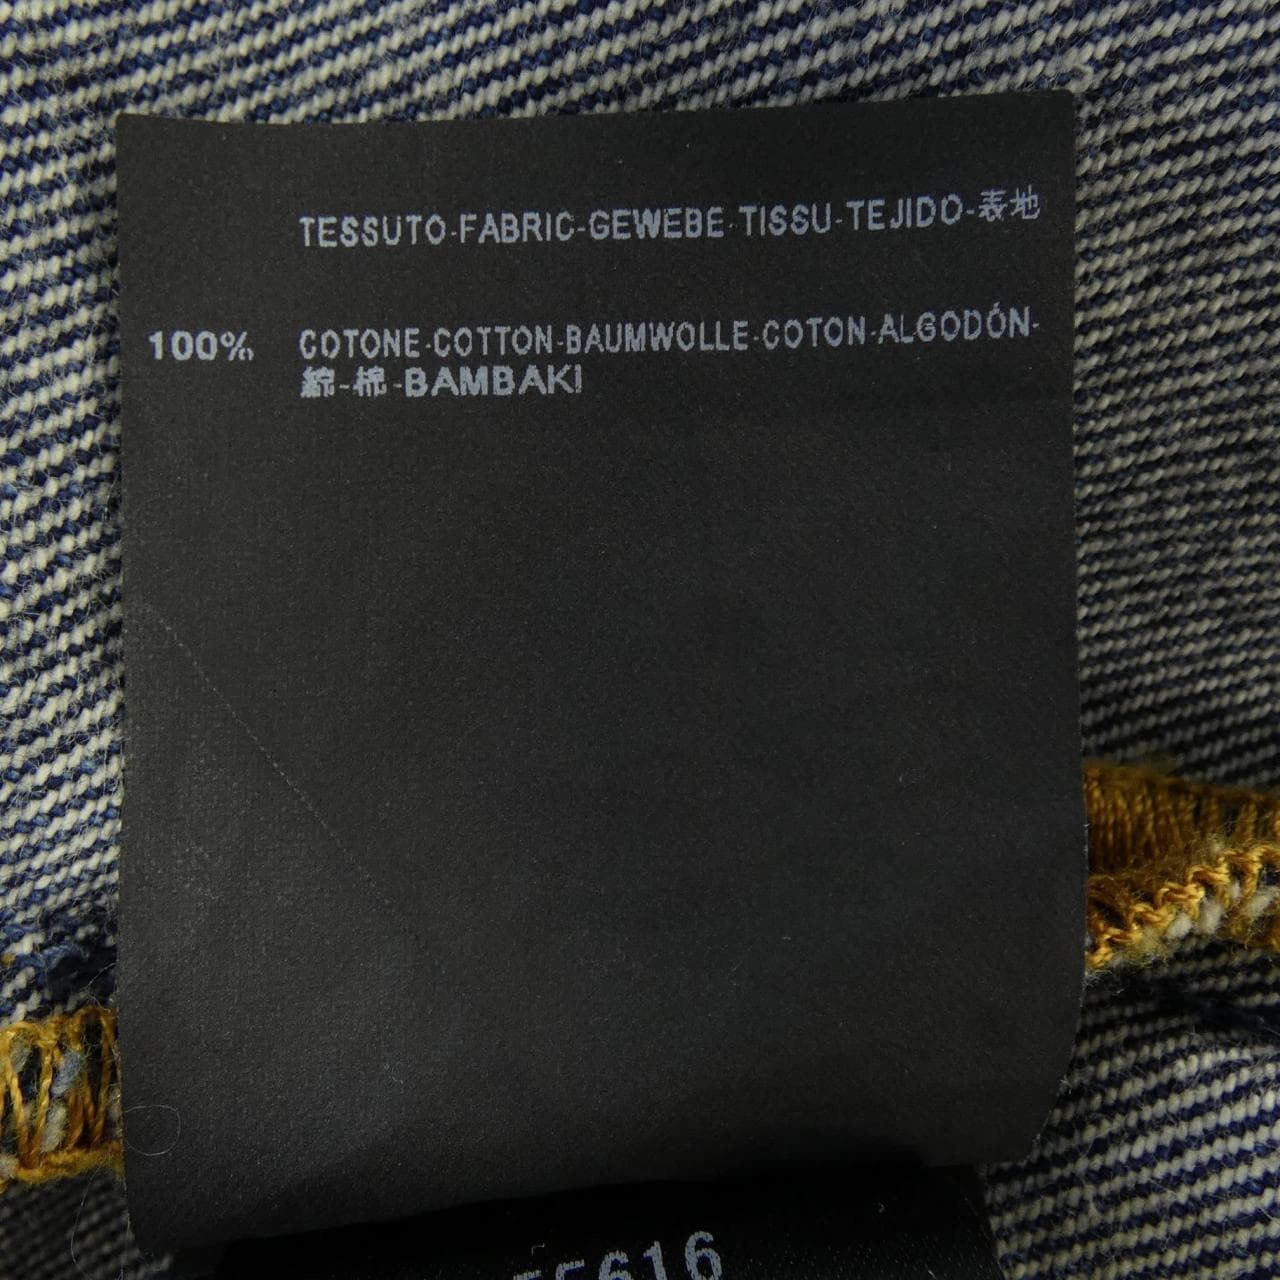 TESSUTO-FABRIC-GEWEBE-TISSU-TEJIDO-表地
100% COTONE-COTTON-BAUMWOLLE-COTON-ALGODÓN-
綿-棉-BAMBAKI